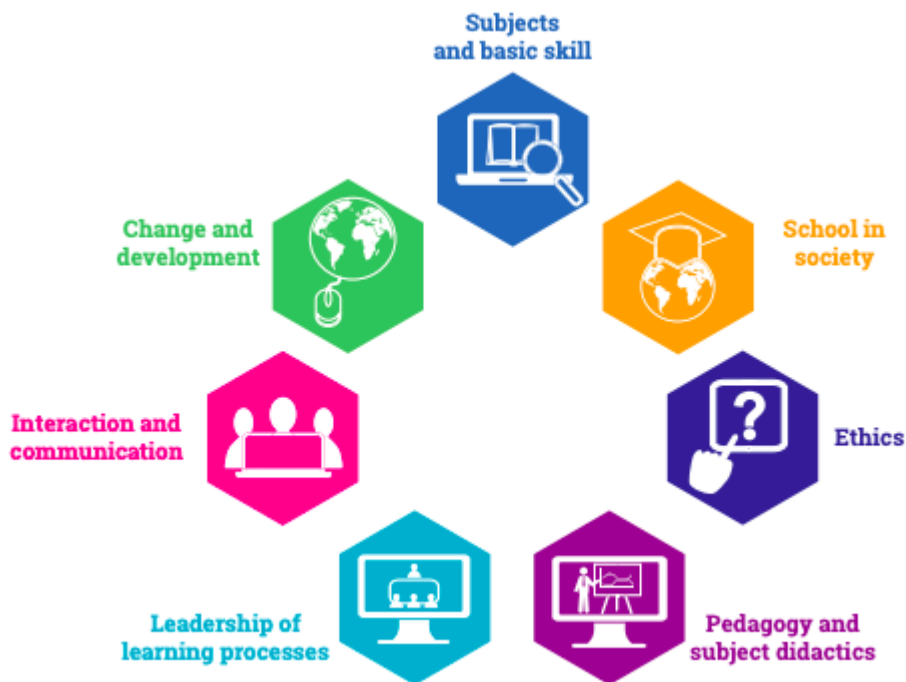 Subjects
and basic skill
Change and
development
School in
society
Interaction and
communication
?
Ethics
Leadership of
learning processes
Pedagogy and
subject didactics